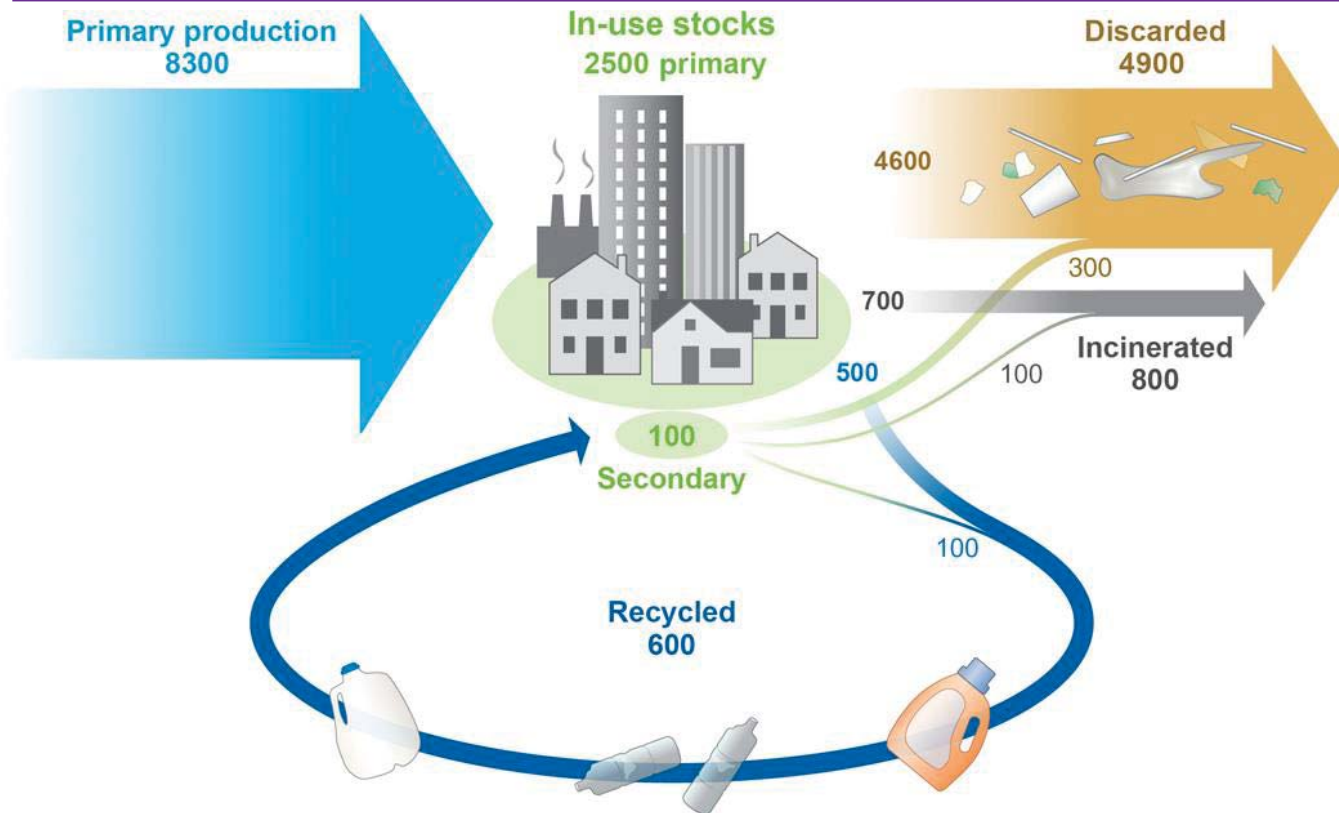 Primary production
8300
In-use stocks
2500 primary
Discarded
4900
4600
300
700
Incinerated
800
500
100
100
Secondary
100
Recycled
600